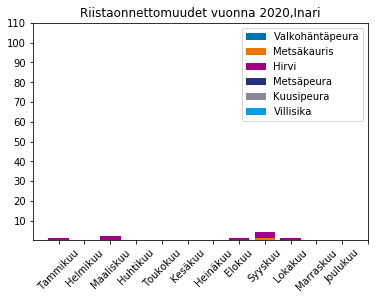 Riistaonnettomuudet vuonna 2020,Inari
110
100
90
80
70
60
50
40
30
20
10
Valkohäntäpeura
Metsäkauris
Hirvi
Metsäpeura
Kuusipeura
Villisika
Tammikuu
Helmikuu
Maaliskuu
Huhtikuu
Toukokuu
Kesäkuu
Heinäkuu
Elokuu
Syyskuu
Lokakuu
Marraskuu
Joulukuu